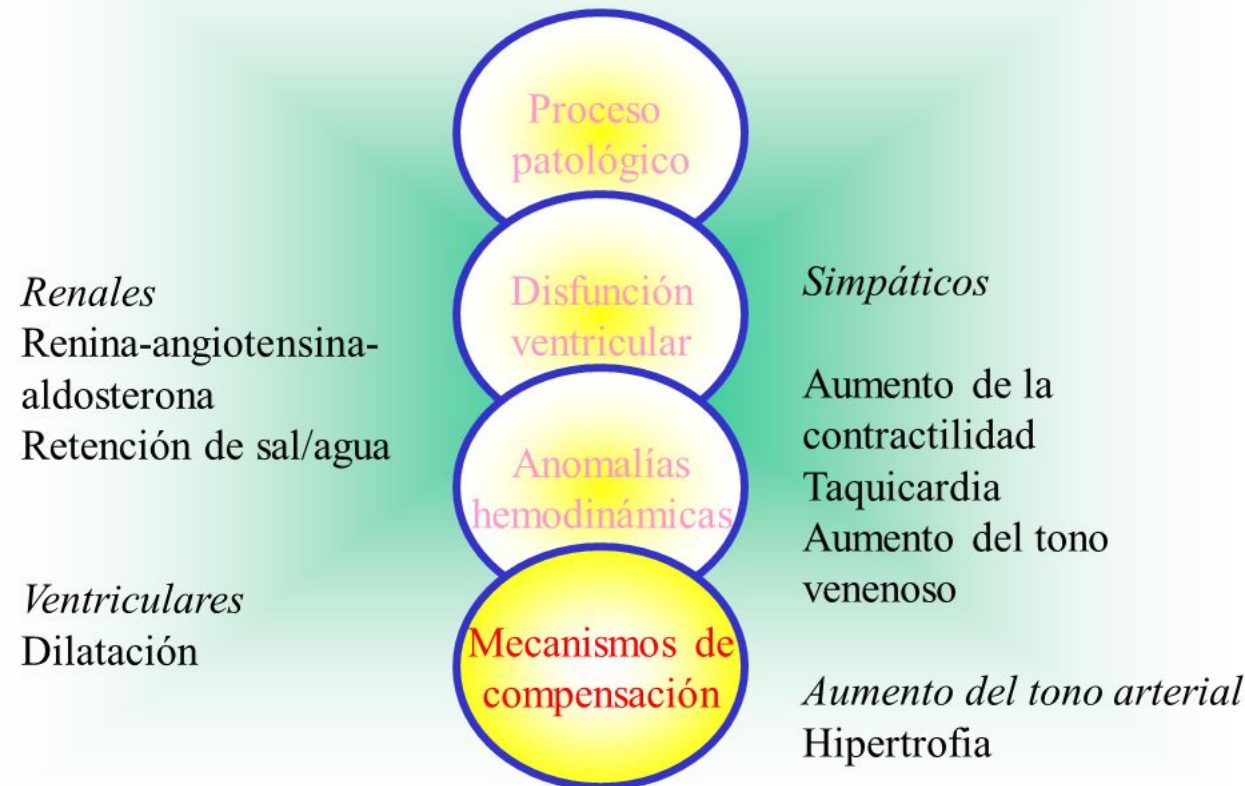 Proceso
patológico
Disfunción
ventricular
Anomalías
hemodinámicas
Mecanismos de
compensación
Renales
Renina-angiotensina-
aldosterona
Retención de sal/agua
Ventriculares
Dilatación
Simpáticos
Aumento de la
contractilidad
Taquicardia
Aumento del tono
venenoso
Aumento del tono arterial
Hipertrofia